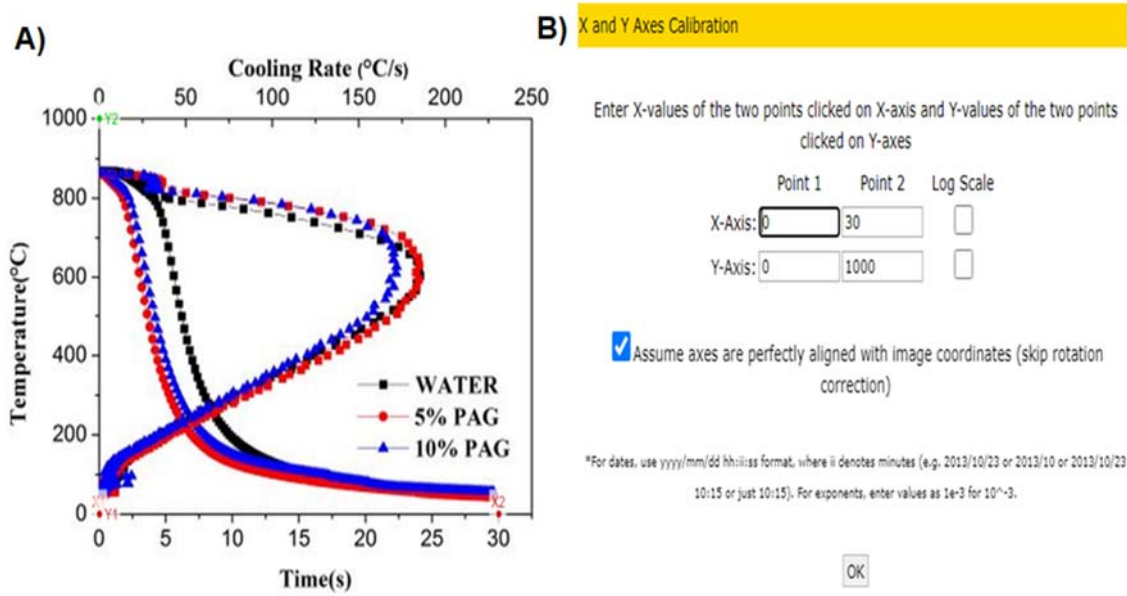 A)
Cooling Rate (°C/s)
0 50 100 150 200 250
Y2
1000
800
600
400
200
0
Temperature(°C)
WATER
5% PAG
10% PAG
X1
Y1
X2
0 5 10 15 20 25 30
Time(s)
B)
X and Y Axes Calibration
Enter X-values of the two points clicked on X-axis and Y-values of the two points
clicked on Y-axes
Point 1 Point 2 Log Scale
X-Axis: 0 30
Y-Axis: 0 1000
Assume axes are perfectly aligned with image coordinates (skip rotation
correction)
*For dates, use yyyy/mm/dd hh:ii:ss format, where ii denotes minutes (e.g. 2013/10/23 or 2013/10 or 2013/10/23
10:15 or just 10:15). For exponents, enter values as 1e-3 for 10^-3.
OK